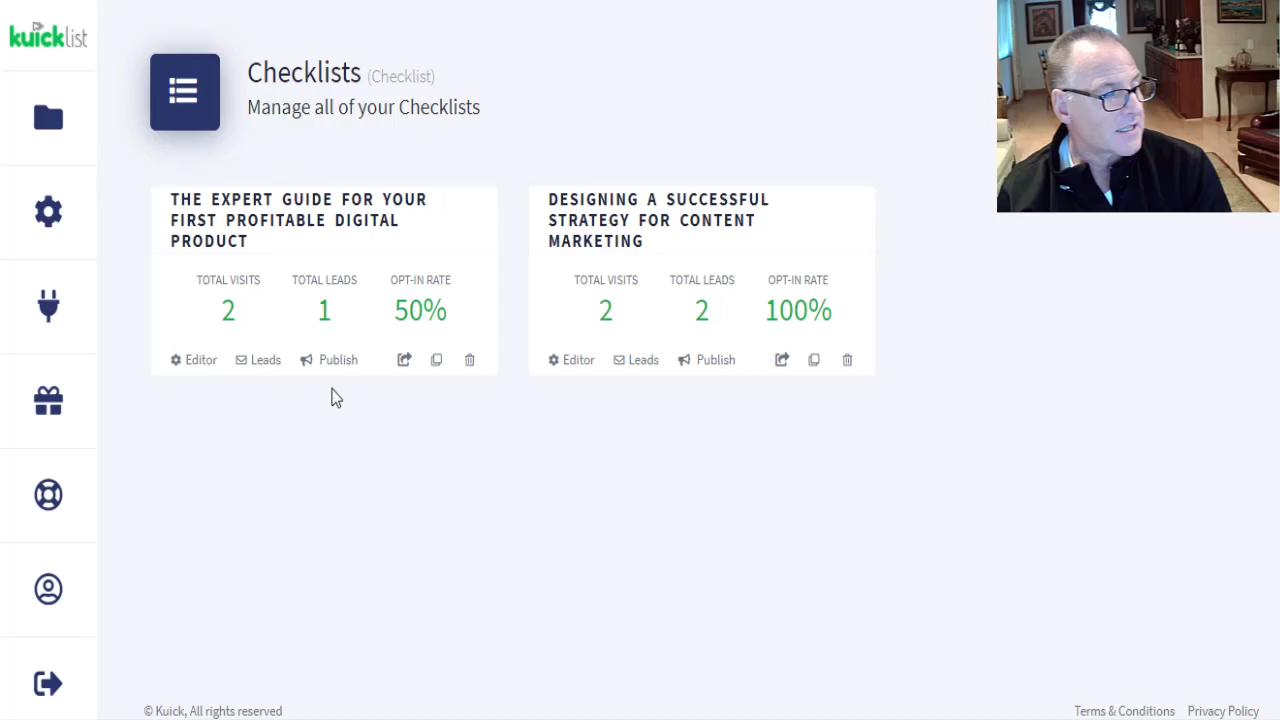 kuicklist
Checklists (Checklist)
Manage all of your Checklists
THE EXPERT GUIDE FOR YOUR
FIRST PROFITABLE DIGITAL
PRODUCT
TOTAL VISITS TOTAL LEADS OPT-IN RATE
2 1 50%
Editor Leads Publish
DESIGNING A SUCCESSFUL
STRATEGY FOR CONTENT
MARKETING
TOTAL VISITS TOTAL LEADS OPT-IN RATE
2 2 100%
Editor Leads Publish
© Kuick, All rights reserved
Terms & Conditions Privacy Policy